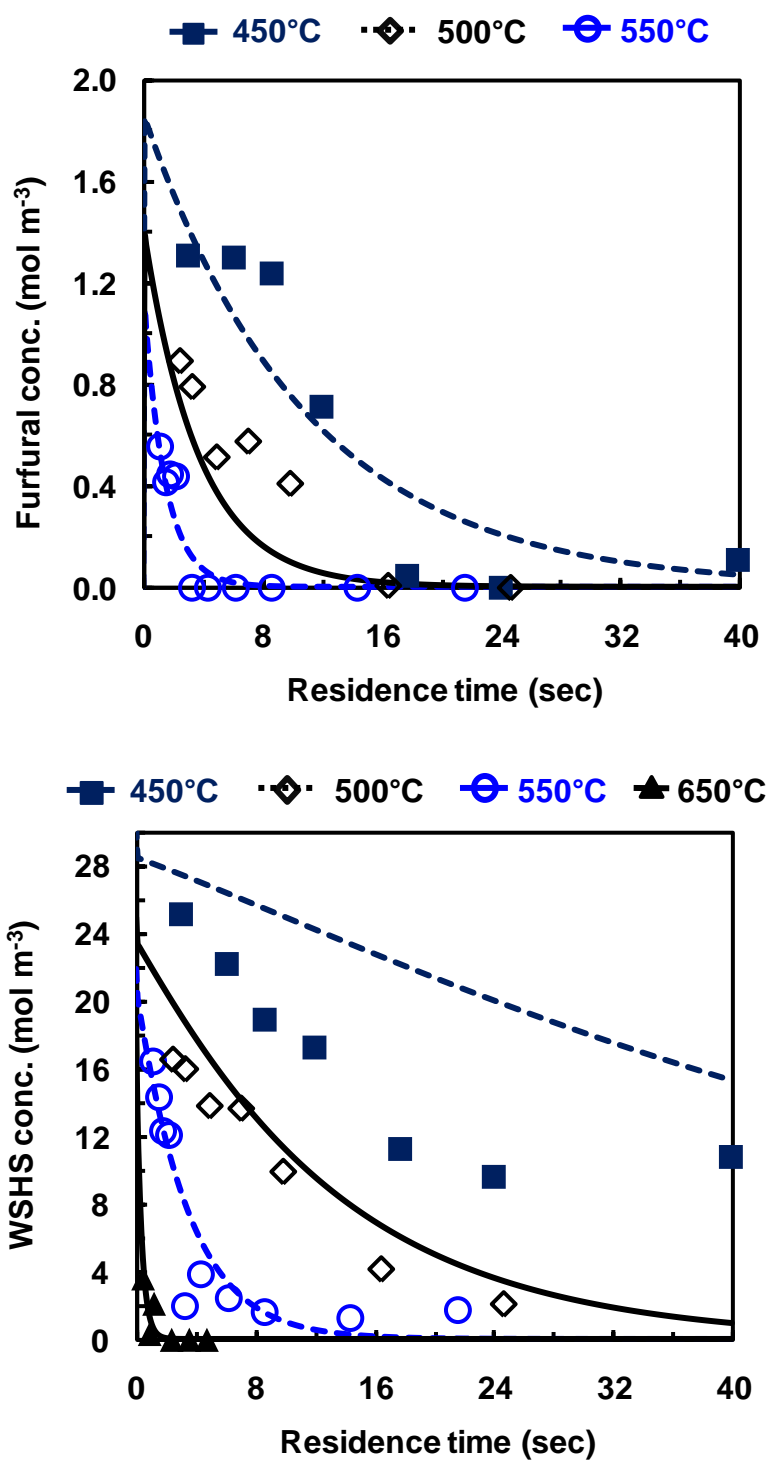 450°C 500°C 550°C
2.0
1.6
1.2
0.8
0.4
0.0
Furfural conc. (mol m-3)
0 8 16 24 32 40
Residence time (sec)
450°C 500°C 550°C 650°C
28
24
20
16
12
8
4
0
WSHS conc. (mol m-3)
0 8 16 24 32 40
Residence time (sec)